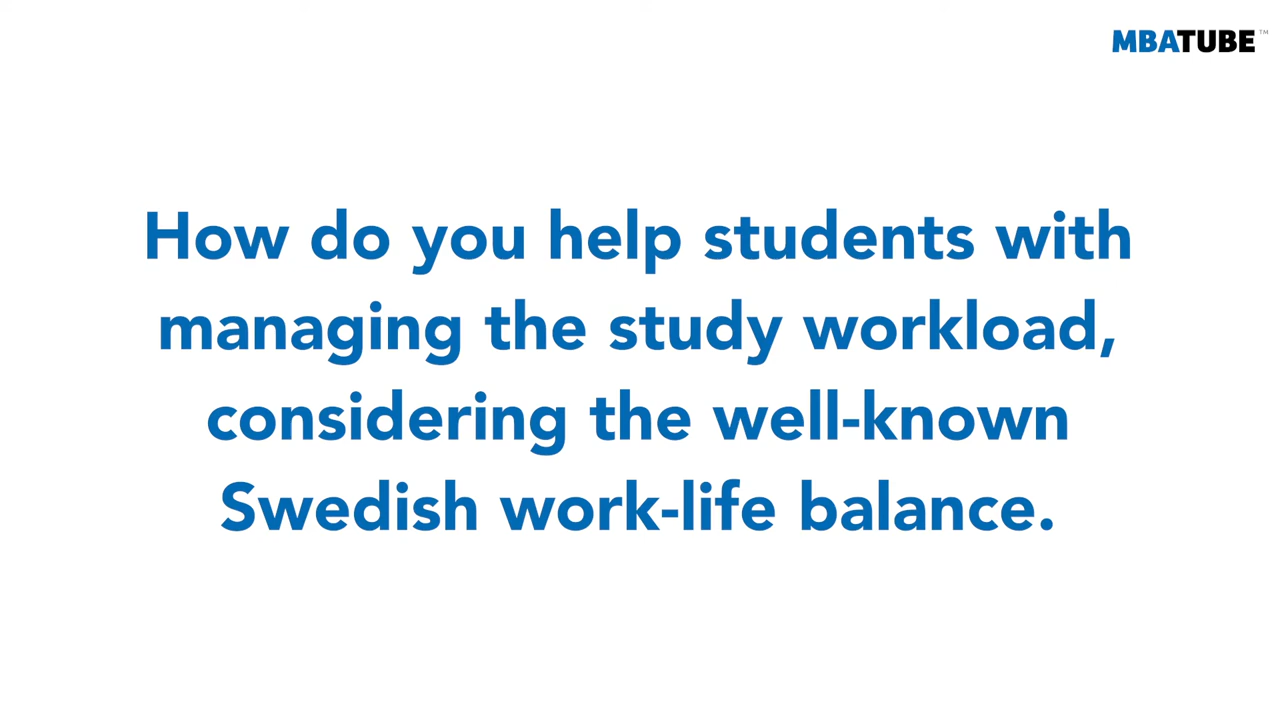 MBATUBE™
How do you help students with
managing the study workload,
considering the well-known
Swedish work-life balance.